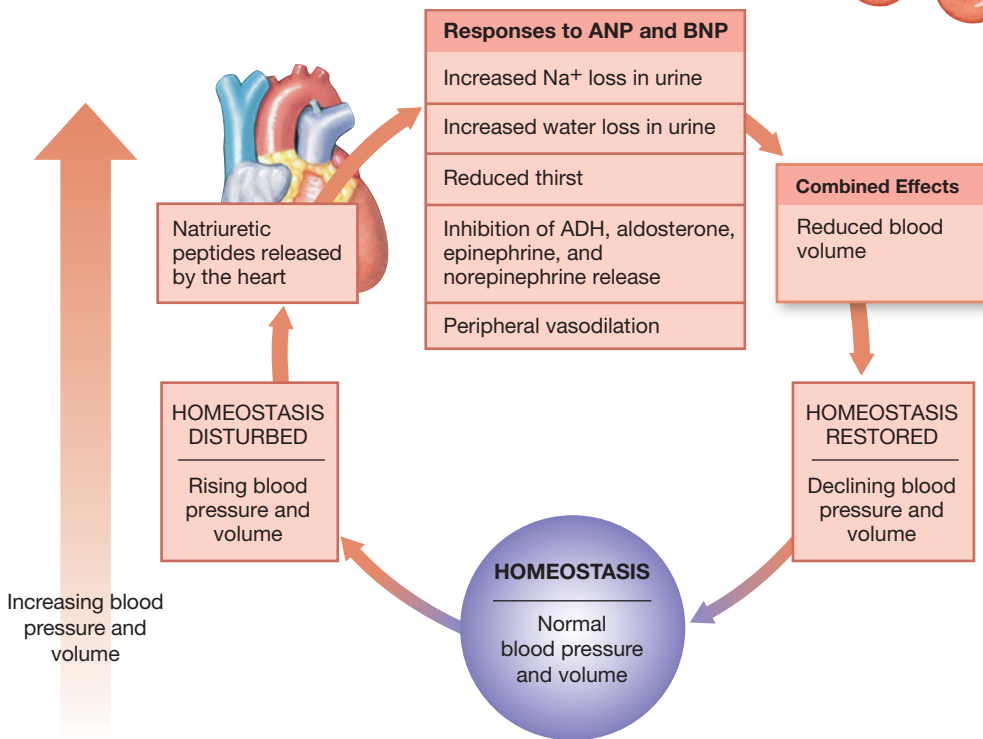 Responses to ANP and BNP
Increased Na+ loss in urine
Increased water loss in urine
Reduced thirst
Inhibition of ADH, aldosterone,
epinephrine, and
norepinephrine release
Peripheral vasodilation
Combined Effects
Reduced blood
volume
Natriuretic
peptides released
by the heart
HOMEOSTASIS
DISTURBED
Rising blood
pressure and
volume
HOMEOSTASIS
RESTORED
Declining blood
pressure and
volume
HOMEOSTASIS
Normal
blood pressure
and volume
Increasing blood
pressure and
volume